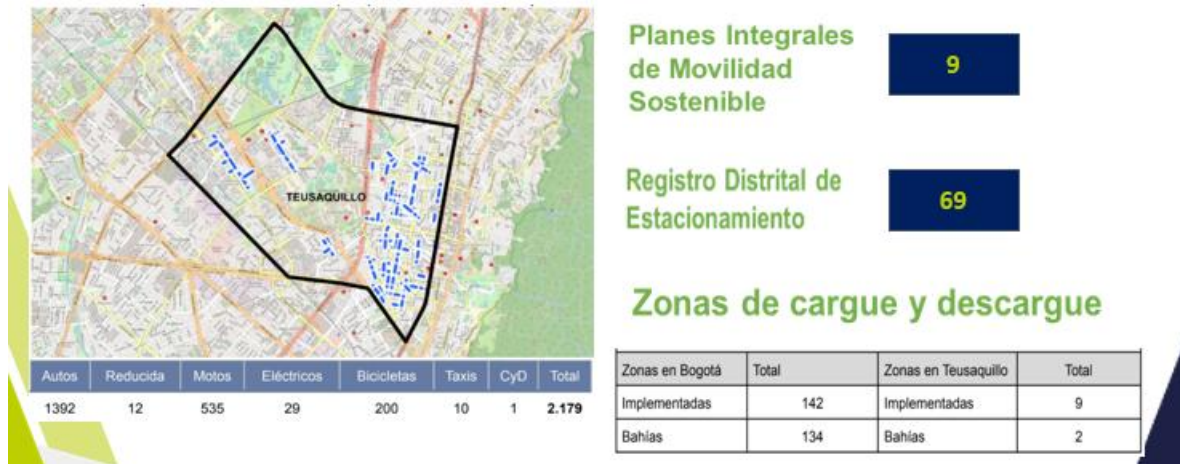 TEUSAQUILLO
Autos Reducida Motos Eléctricos Bicicletas Taxis CyD Total
1392 12 535 29 200 10 1 2.179
Planes Integrales
de Movilidad
Sostenible
9
Registro Distrital de
Estacionamiento
69
Zonas de cargue y descargue
Zonas en Bogotá Total Zonas en Teusaquillo Total
Implementadas 142 Implementadas 9
Bahías 134 Bahías 2